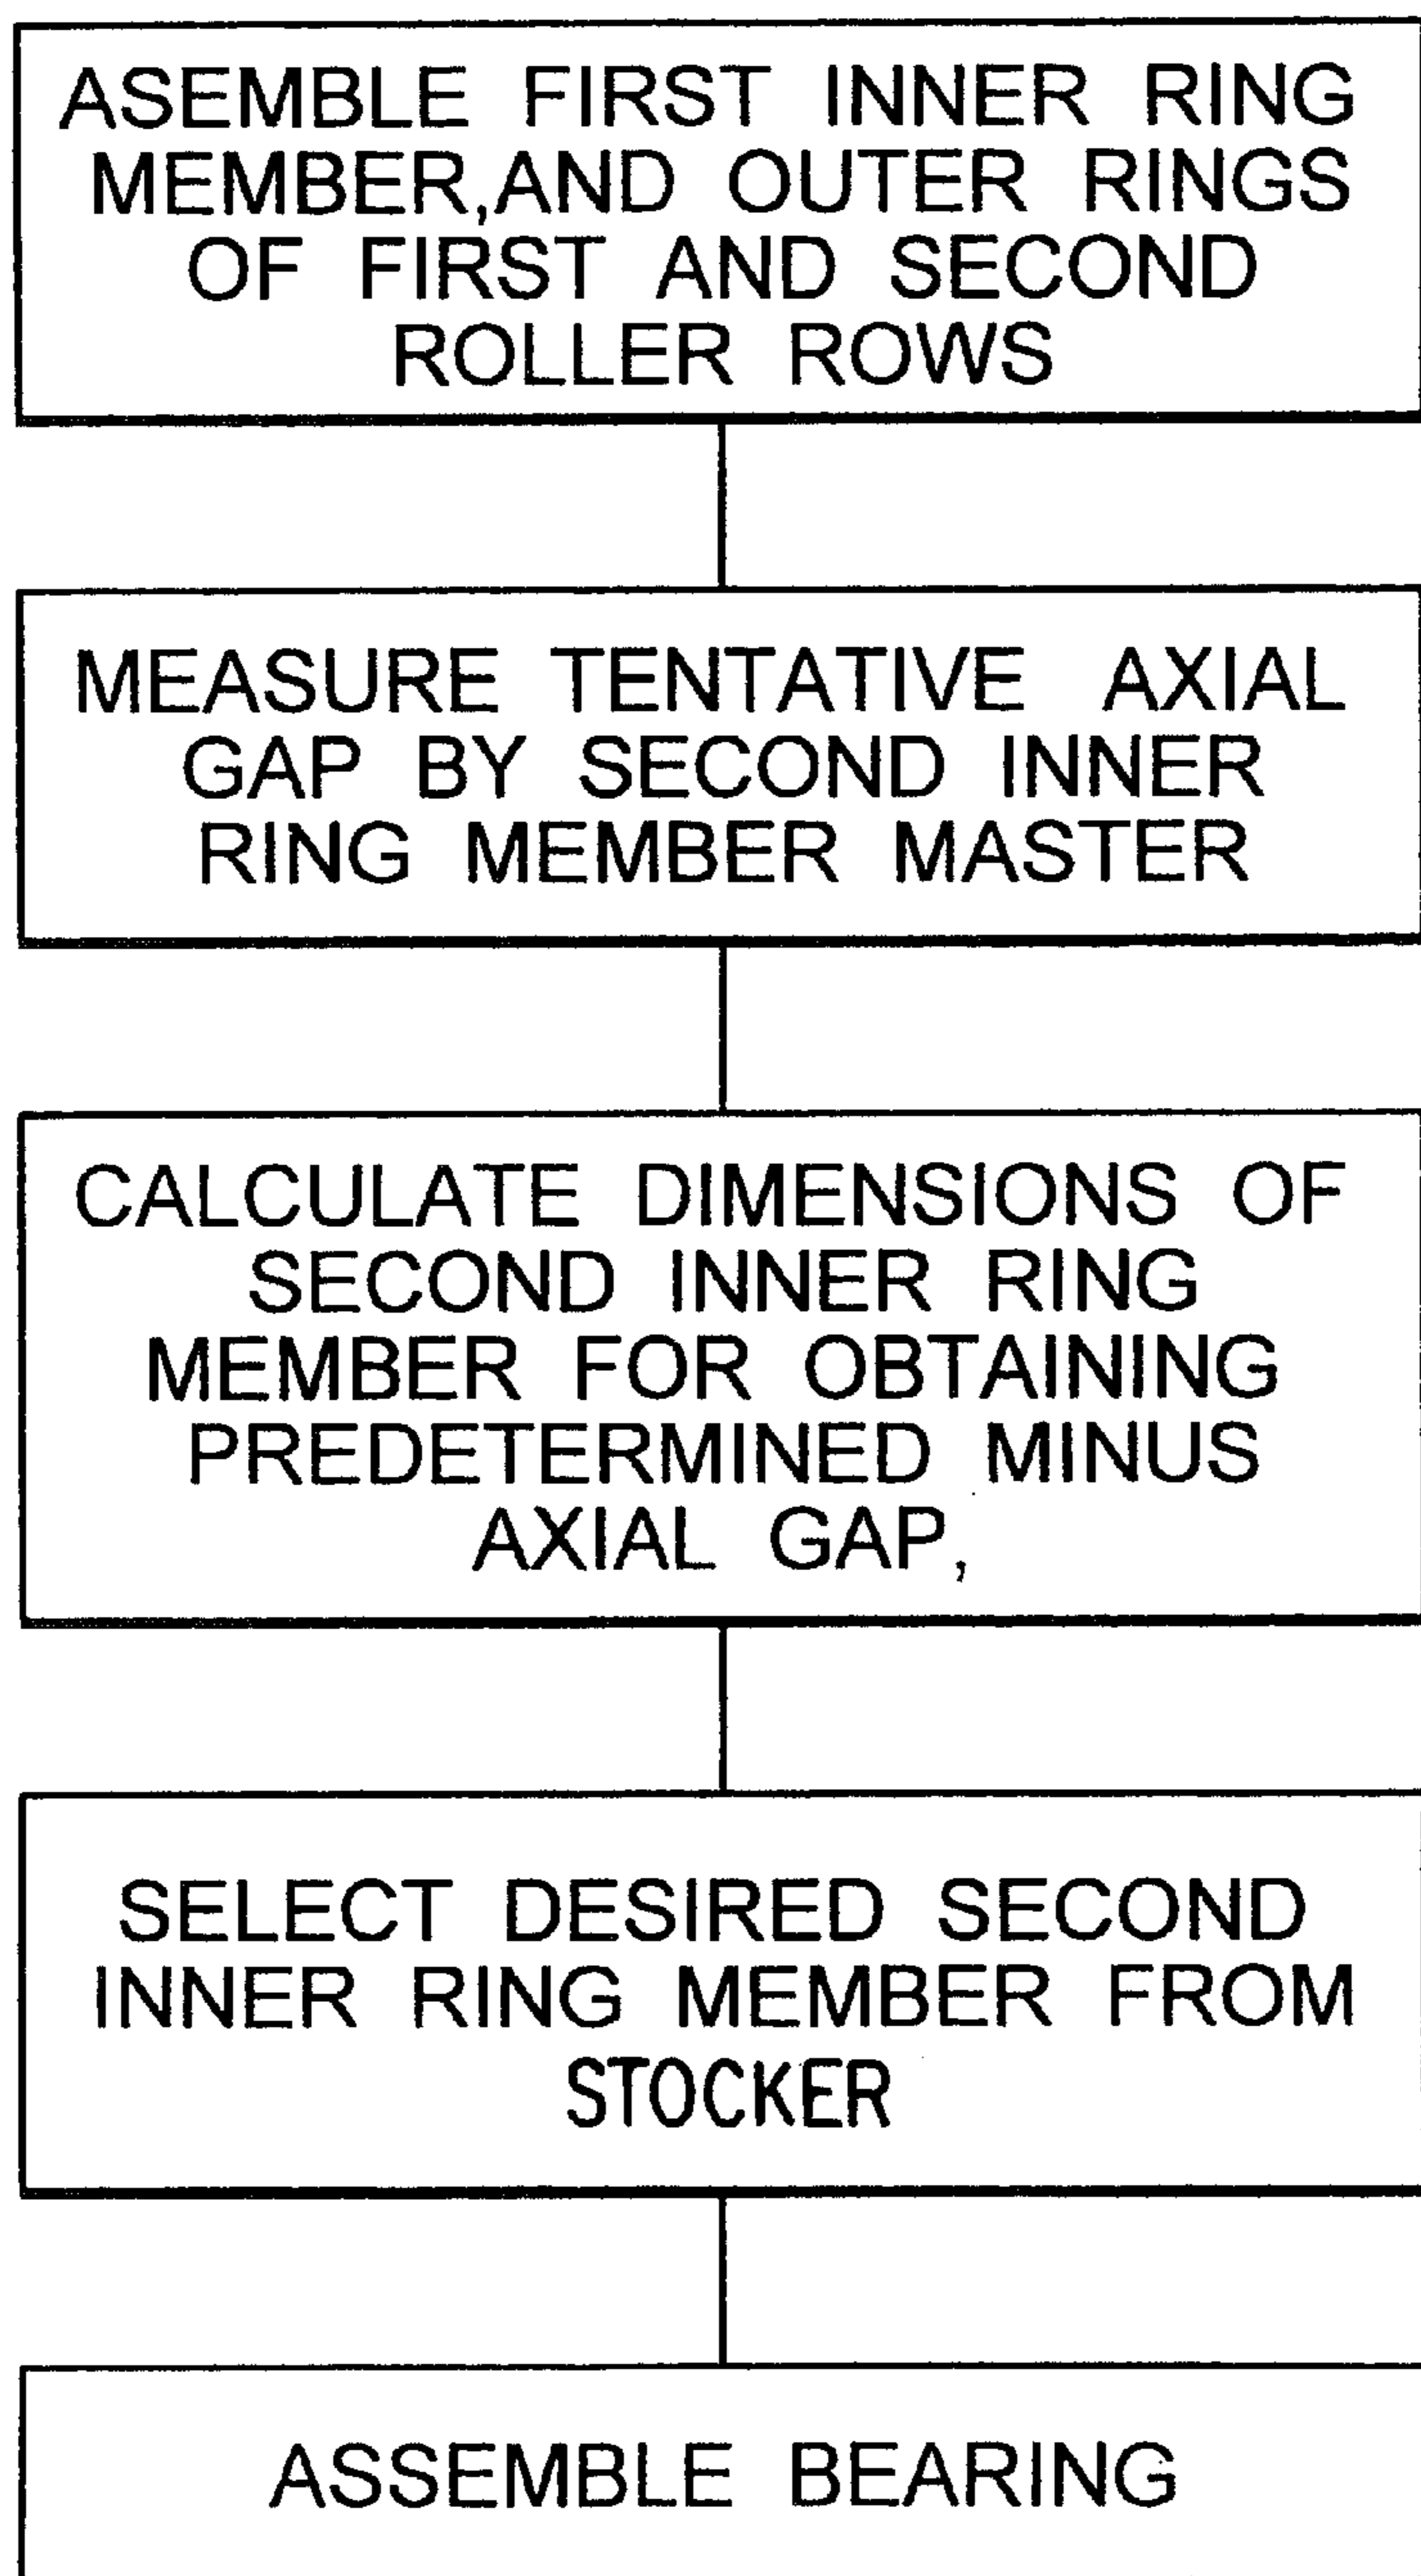 ASEMBLE FIRST INNER RING
MEMBER,AND OUTER RINGS
OF FIRST AND SECOND
ROLLER ROWS
MEASURE TENTATIVE AXIAL
GAP BY SECOND INNER
RING MEMBER MASTER
CALCULATE DIMENSIONS OF
SECOND INNER RING
MEMBER FOR OBTAINING
PREDETERMINED MINUS
AXIAL GAP,
SELECT DESIRED SECOND
INNER RING MEMBER FROM
STOCKER
ASSEMBLE BEARING